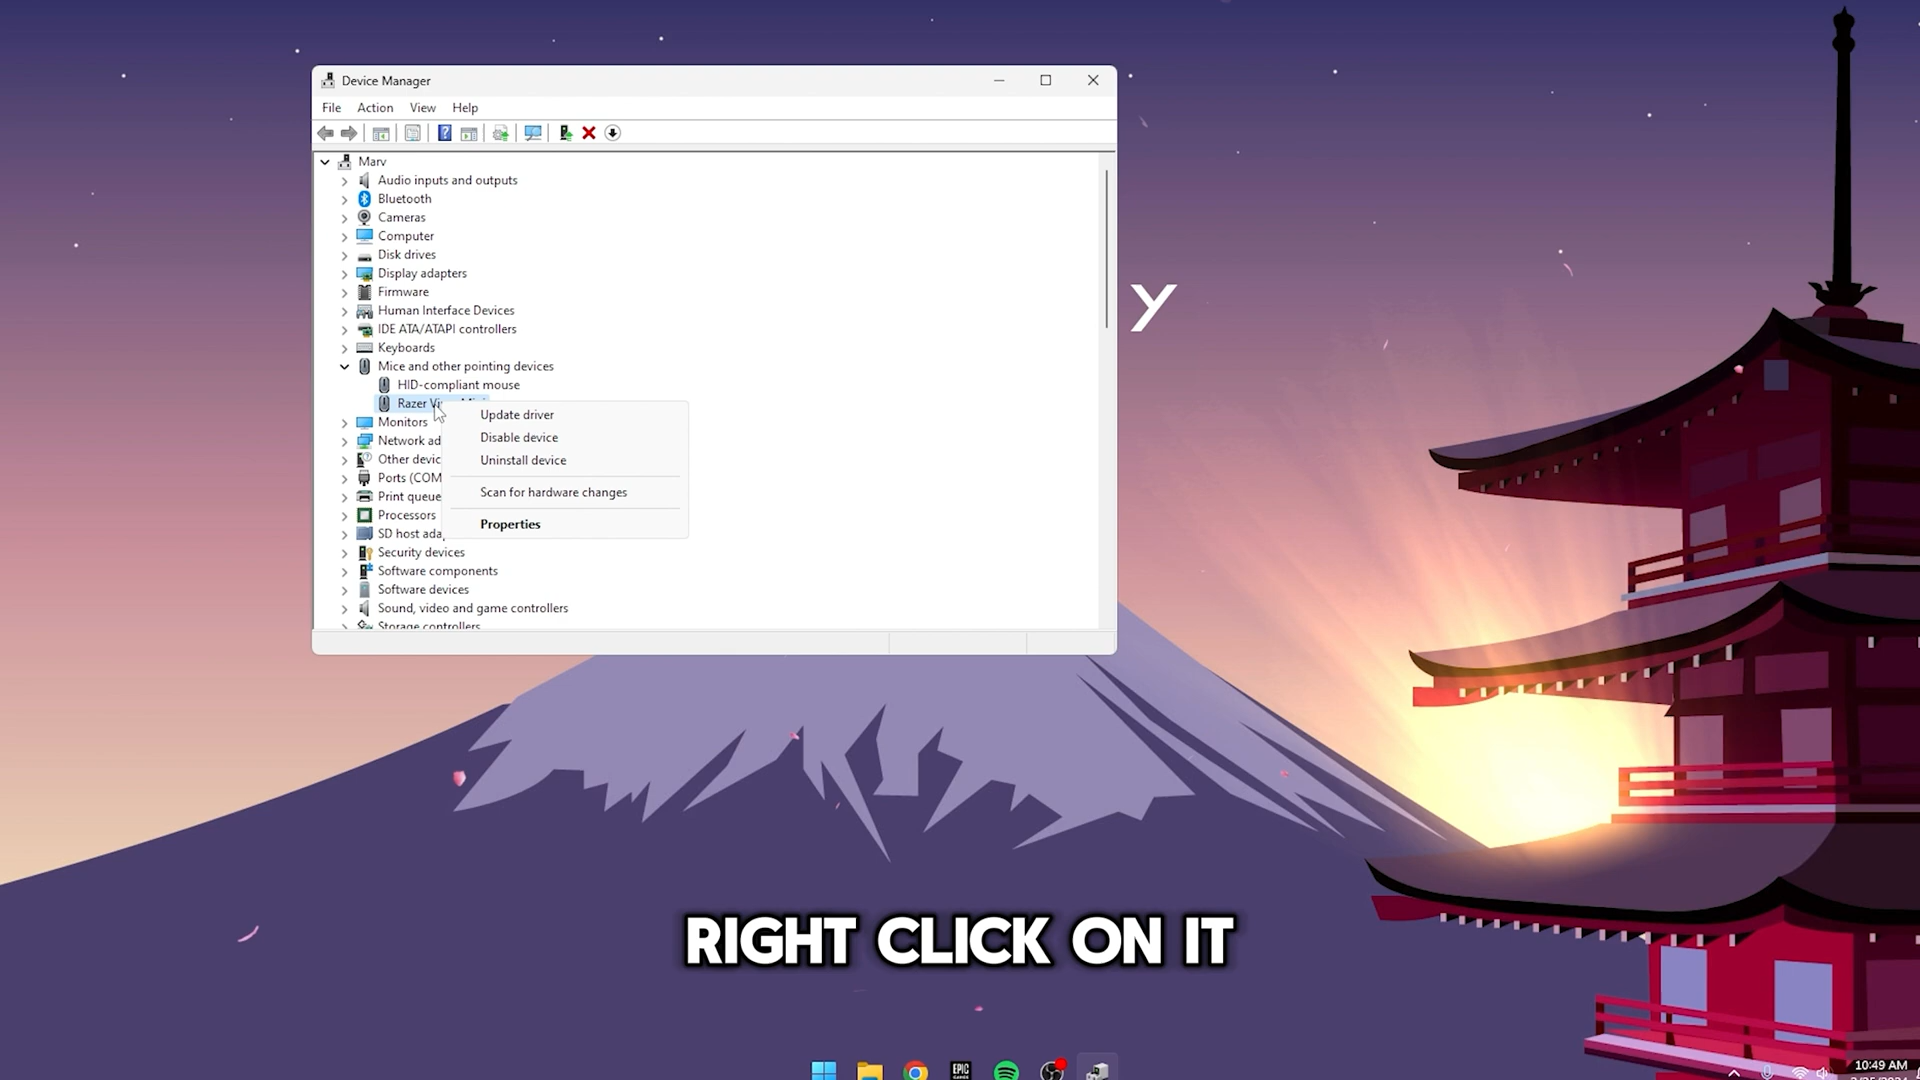 Device Manager
File Action View Help
Marv
Audio inputs and outputs
Bluetooth
Cameras
Computer
Disk drives
Display adapters
Firmware
Human Interface Devices
IDE ATA/ATAPI controllers
Keyboards
Mice and other pointing devices
HID-compliant mouse
Razer
Monitors
Network ad
Other devic
Ports (COM
Print queue
Processors
SD host ada
Security devices
Software components
Software devices
Sound, video and game controllers
Storage controllers
Update driver
Disable device
Uninstall device
Scan for hardware changes
Properties
y
RIGHT CLICK ON IT
EPIC
GAMES
10:49 AM